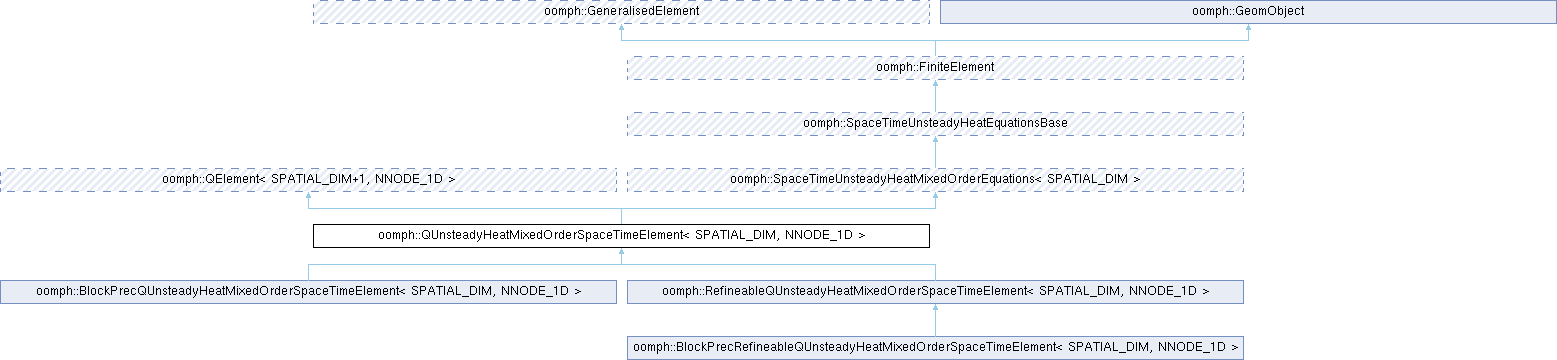 oomph::GeneralisedElement
oomph::GeomObject
oomph::FiniteElement
oomph::SpaceTimeUnsteadyHeatEquationsBase
oomph::QElement< SPATIAL_DIM+1, NNODE_1D >
oomph::SpaceTimeUnsteadyHeatMixedOrderEquations< SPATIAL_DIM >
oomph::QUnsteadyHeatMixedOrderSpaceTimeElement< SPATIAL_DIM, NNODE_1D >
oomph::BlockPrecQUnsteadyHeatMixedOrderSpaceTimeElement< SPATIAL_DIM, NNODE_1D >
oomph::RefineableQUnsteadyHeatMixedOrderSpaceTimeElement< SPATIAL_DIM, NNODE_1D >
oomph::BlockPrecRefineableQUnsteadyHeatMixedOrderSpaceTimeElement< SPATIAL_DIM, NNODE_1D >